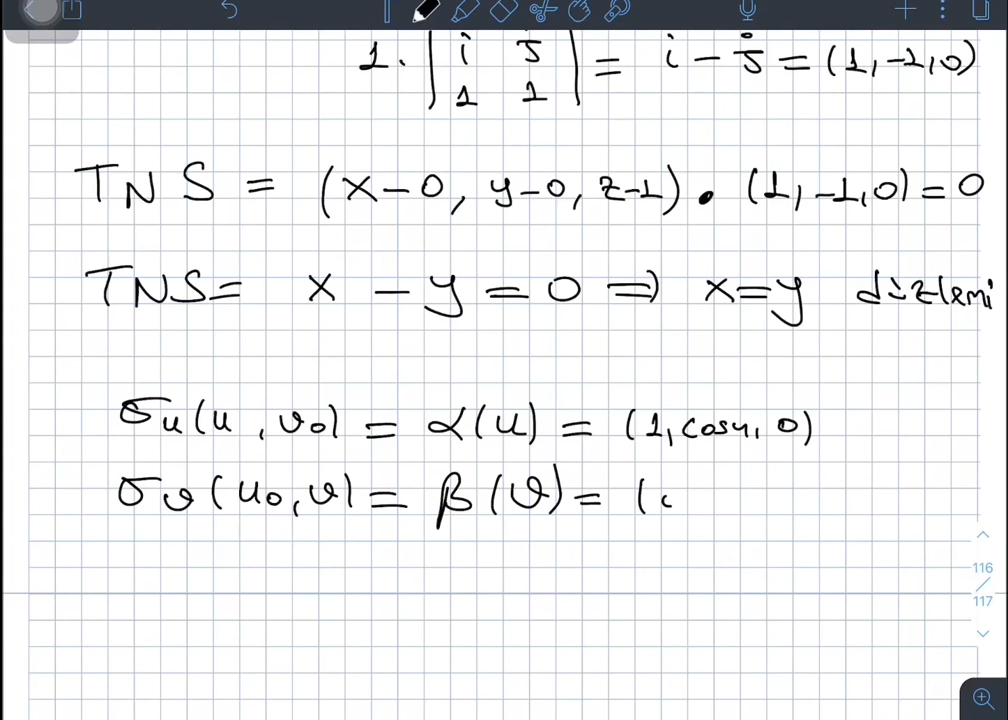 1. | i j | = i - j = (1,-1,0)
1 1
TNS = (x-0, y-0, z-1) . (1,-1,0) = 0
TNS = x - y = 0 => x=y düzlemi
σu(u,v0) = α(u) = (1,cosu,0)
σv(u0,v) = β(v) = (
116
117